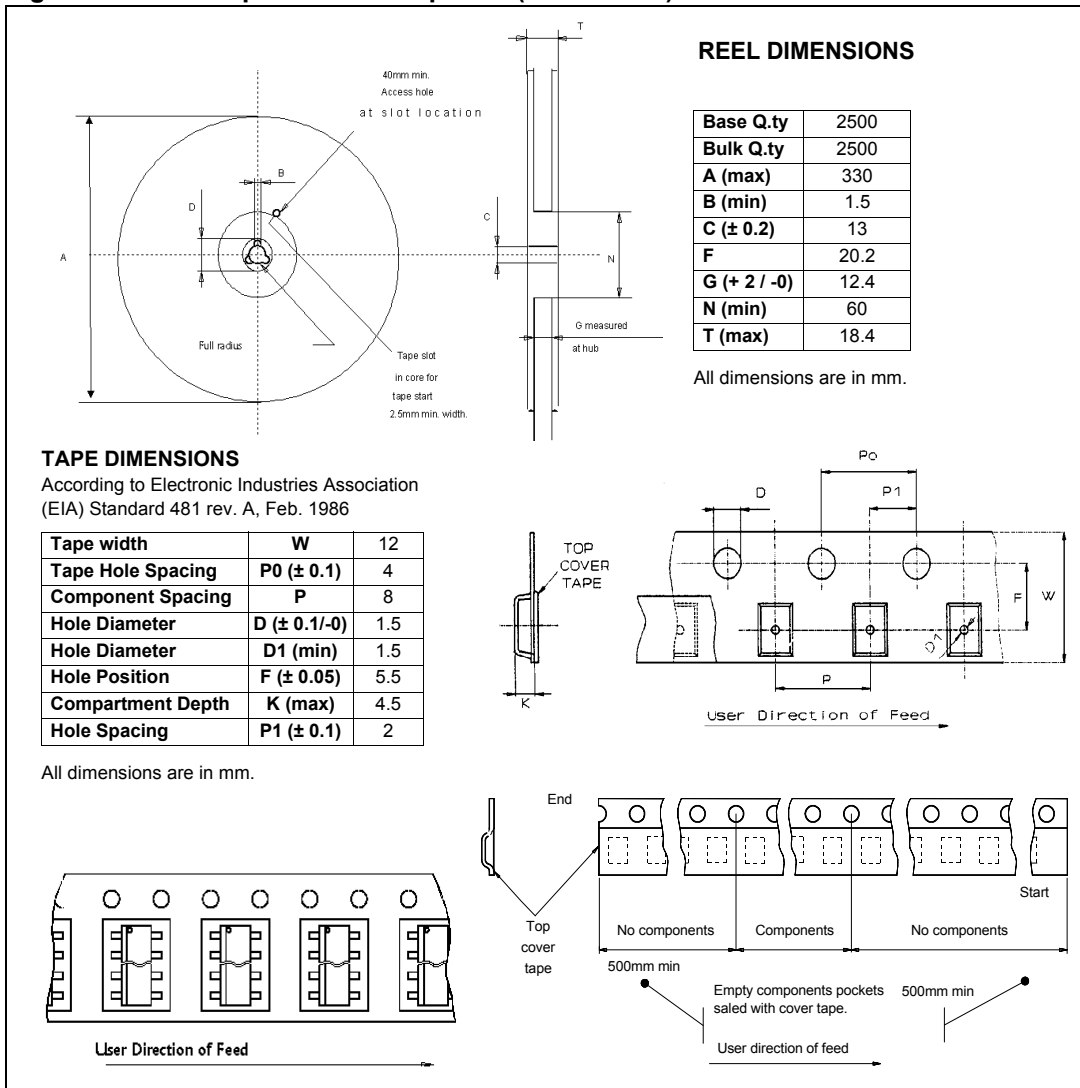 T
REEL DIMENSIONS
40mm min.
Access hole
at slot location
B
D
C
A
N
G measured
at hub
Full radius
Tape slot
in core for
tape start
2.5mm min. width.
Base Q.ty 2500
Bulk Q.ty 2500
A (max) 330
B (min) 1.5
C (± 0.2) 13
F 20.2
G (+ 2 / -0) 12.4
N (min) 60
T (max) 18.4
All dimensions are in mm.
TAPE DIMENSIONS
According to Electronic Industries Association
(EIA) Standard 481 rev. A, Feb. 1986
Tape width W 12
Tape Hole Spacing P0 (± 0.1) 4
Component Spacing P 8
Hole Diameter D (± 0.1/-0) 1.5
Hole Diameter D1 (min) 1.5
Hole Position F (± 0.05) 5.5
Compartment Depth K (max) 4.5
Hole Spacing P1 (± 0.1) 2
All dimensions are in mm.
TOP
COVER
TAPE
K
Po
D
P1
F
W
D1
P
User Direction of Feed
End
Start
Top
cover
tape
No components
Components
No components
500mm min
Empty components pockets
saled with cover tape.
500mm min
User direction of feed
User Direction of Feed